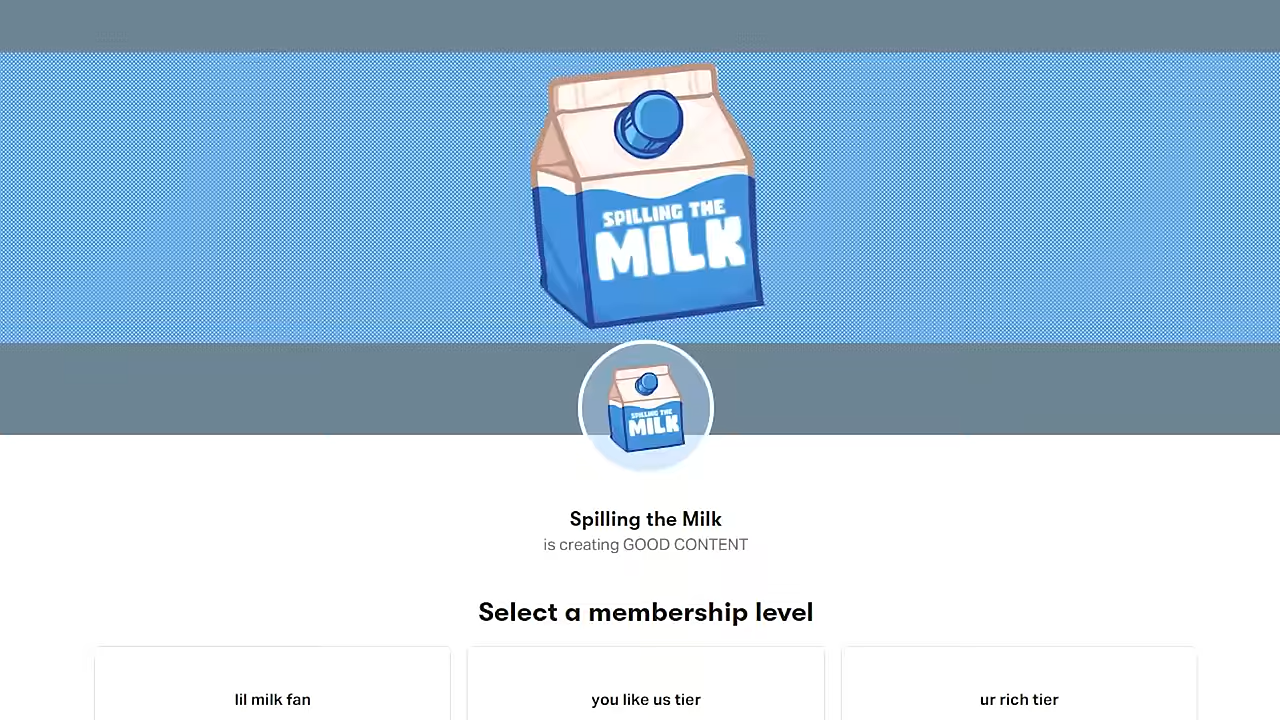 SPILLING THE
MILK
SPILLING THE
MILK
Spilling the Milk
is creating GOOD CONTENT
Select a membership level
lil milk fan
you like us tier
ur rich tier